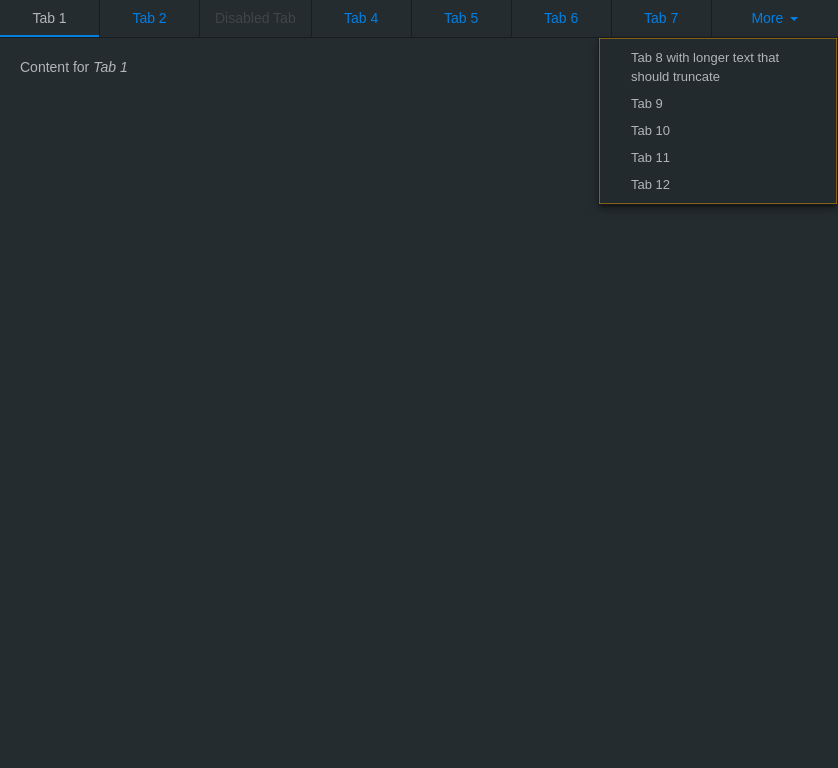 Tab 1
Tab 2
Disabled Tab
Tab 4
Tab 5
Tab 6
Tab 7
More
Content for Tab 1
Tab 8 with longer text that
should truncate
Tab 9
Tab 10
Tab 11
Tab 12